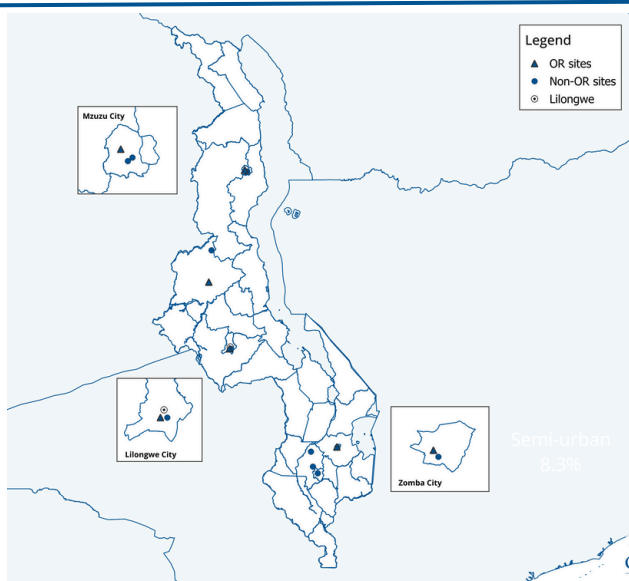 Legend
OR sites
Non-OR sites
Lilongwe
Mzuzu City
Lilongwe City
Zomba City
Semi-urban
8.3%